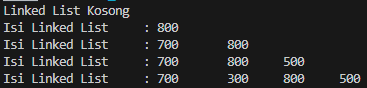 Linked List Kosong
Isi Linked List : 800
Isi Linked List : 700 800
Isi Linked List : 700 800 500
Isi Linked List : 700 300 800 500